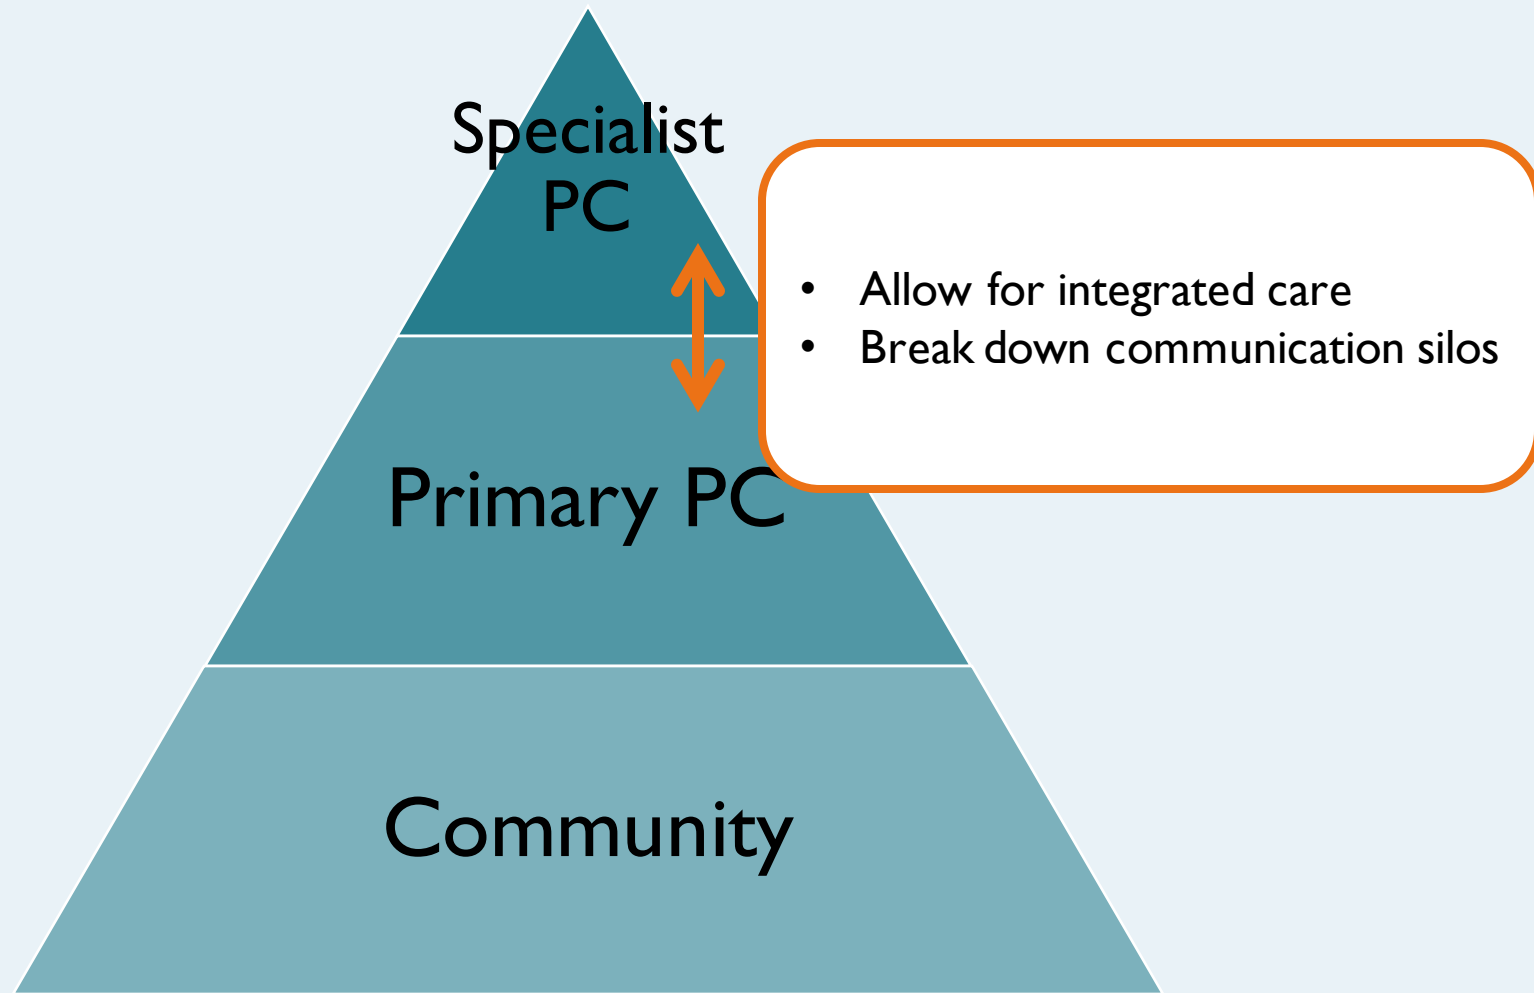 Specialist
PC
• Allow for integrated care
• Break down communication silos
Primary PC
Community